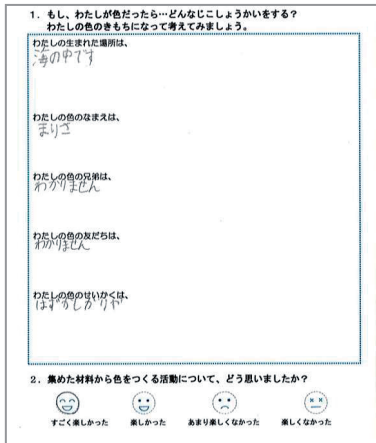 1．もし、わたしが色だったら…どんなじこしょうかいをする？
わたしの色のきもちになって考えてみましょう。
わたしの生まれた場所は、
海の中です
わたしの色のなまえは、
まりさ
わたしの色の兄弟は、
わかりません
わたしの色の友だちは、
わかりません
わたしの色のせいかくは、
はずかしがりや
2．集めた材料から色をつくる活動について、どう思いましたか？
すごく楽しかった 楽しかった あまり楽しくなかった 楽しくなかった